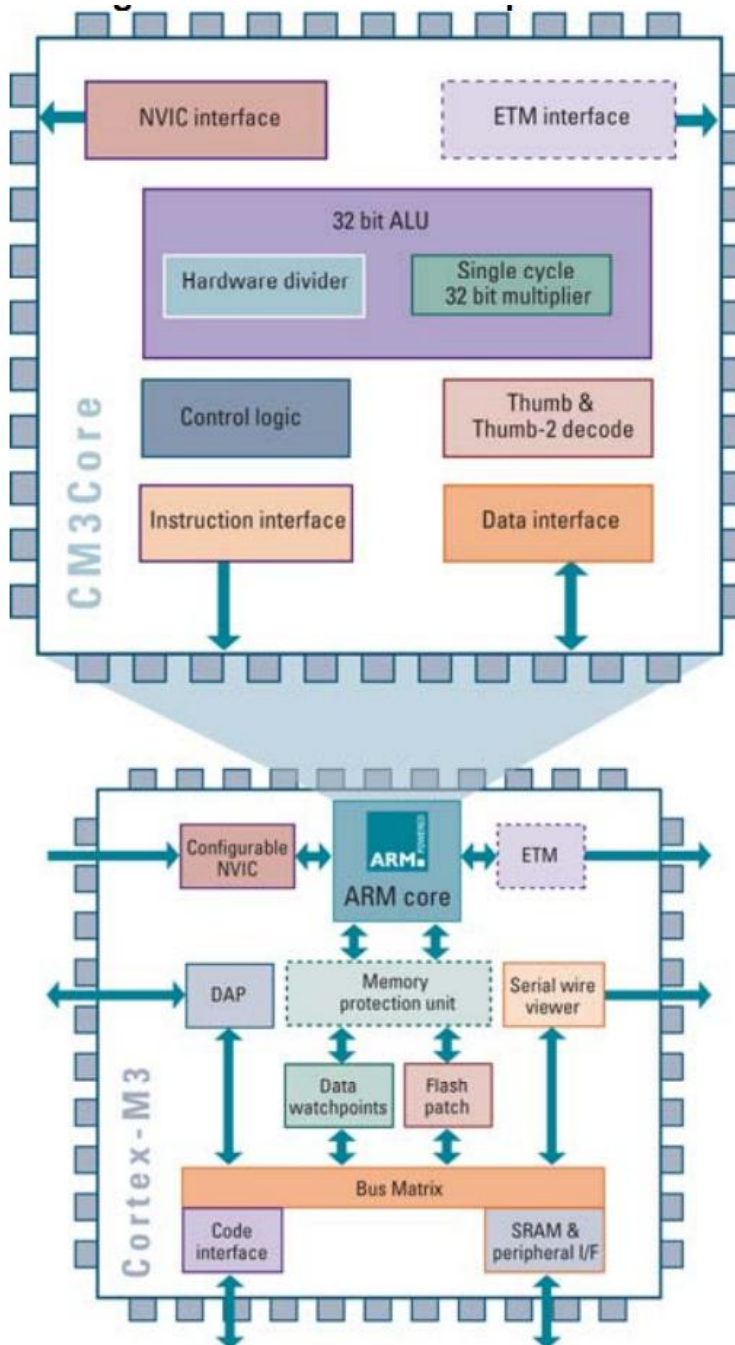 NVIC interface
ETM interface
32 bit ALU
Hardware divider
Single cycle
32 bit multiplier
Control logic
Thumb &
Thumb-2 decode
Instruction interface
Data interface
CM3Core
Configurable
NVIC
ARM
POWERED
ARM core
ETM
DAP
Memory
protection unit
Serial wire
viewer
Data
watchpoints
Flash
patch
Bus Matrix
Code
interface
SRAM &
peripheral I/F
Cortex-M3